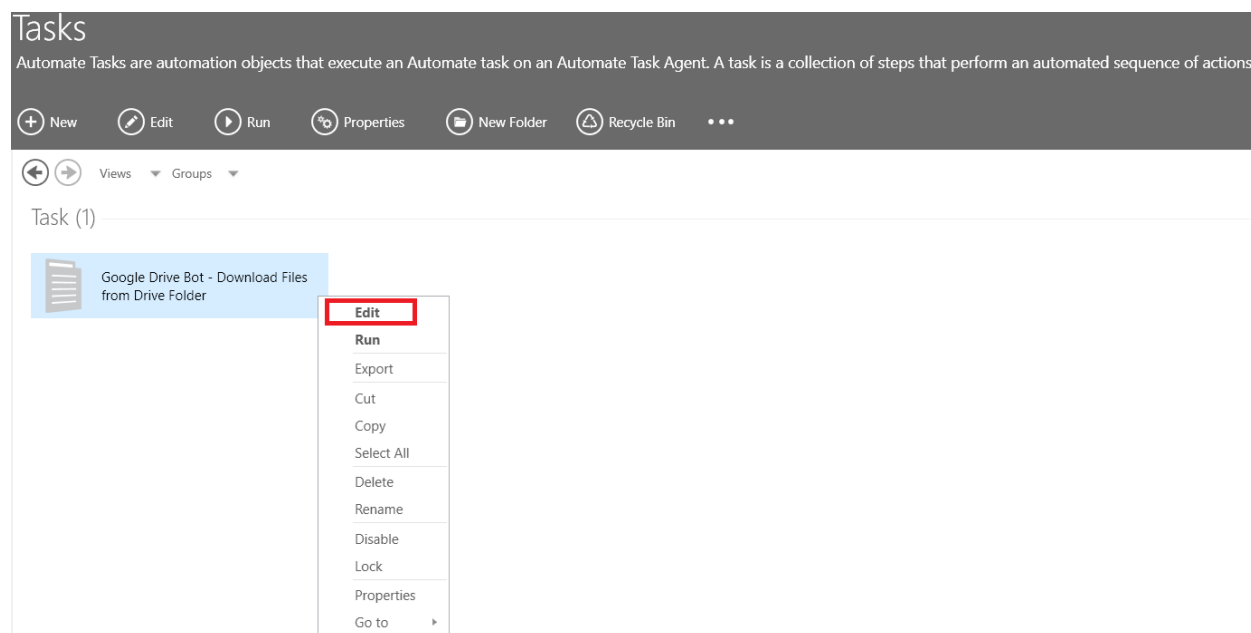 Tasks
Automate Tasks are automation objects that execute an Automate task on an Automate Task Agent. A task is a collection of steps that perform an automated sequence of actions
New Edit Run Properties New Folder Recycle Bin •••
Views Groups
Task (1)
Google Drive Bot - Download Files
from Drive Folder
Edit
Run
Export
Cut
Copy
Select All
Delete
Rename
Disable
Lock
Properties
Go to